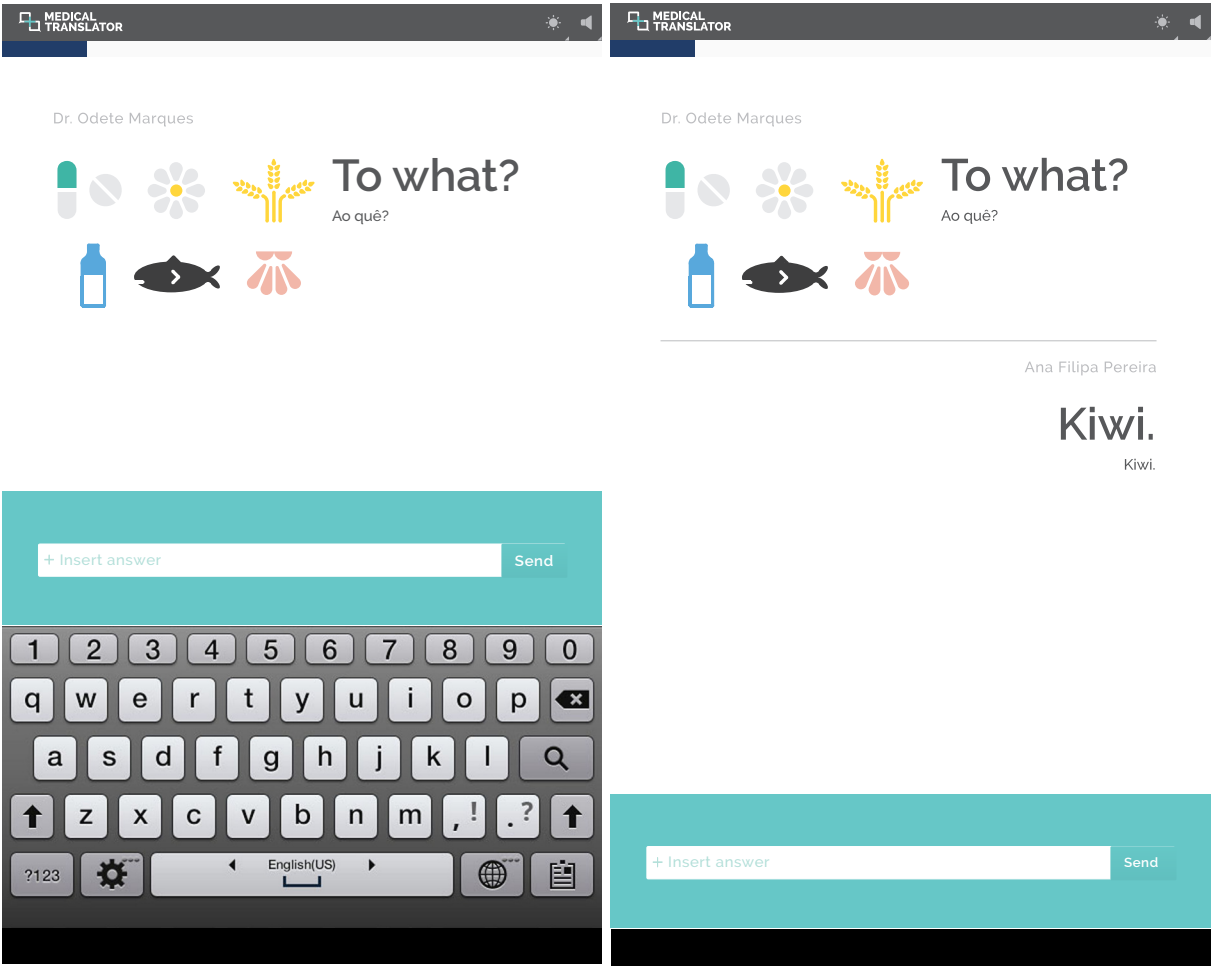 MEDICAL
TRANSLATOR
Dr. Odete Marques
To what?
Ao quê?
+ Insert answer
Send
1 2 3 4 5 6 7 8 9 0
q w e r t y u i o p
a s d f g h j k l
z x c v b n m , ! . ?
?123
English(US)
MEDICAL
TRANSLATOR
Dr. Odete Marques
To what?
Ao quê?
Ana Filipa Pereira
Kiwi.
Kiwi.
+ Insert answer
Send